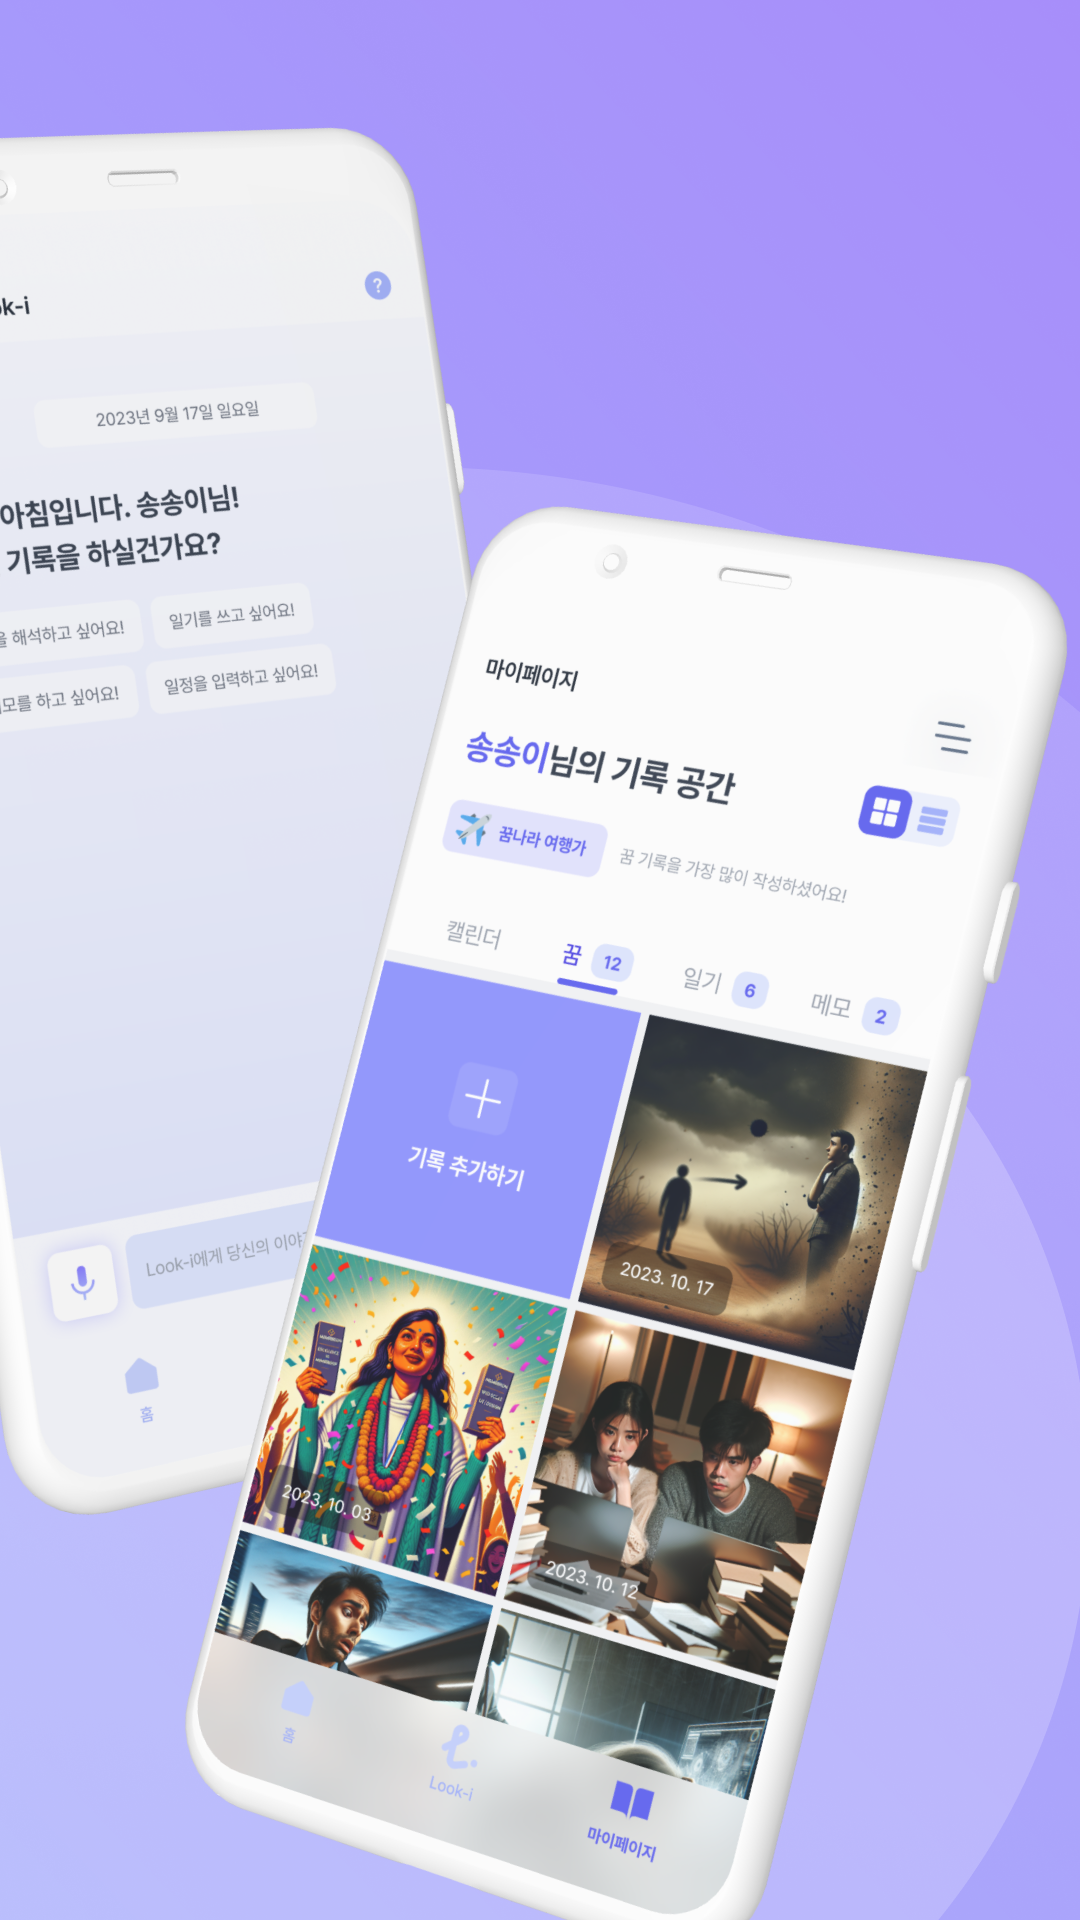 ok-i
?
2023년 9월 17일 일요일
아침입니다. 송송이님!
기록을 하실건가요?
을 해석하고 싶어요!
일기를 쓰고 싶어요!
모를 하고 싶어요!
일정을 입력하고 싶어요!
Look-i에게 당신의 이야
홈
마이페이지
송송이님의 기록 공간
꿈나라 여행가
꿈 기록을 가장 많이 작성하셨어요!
캘린더
꿈 12
일기 6
메모 2
기록 추가하기
2023. 10. 17
2023. 10. 03
2023. 10. 12
홈
Look-i
마이페이지